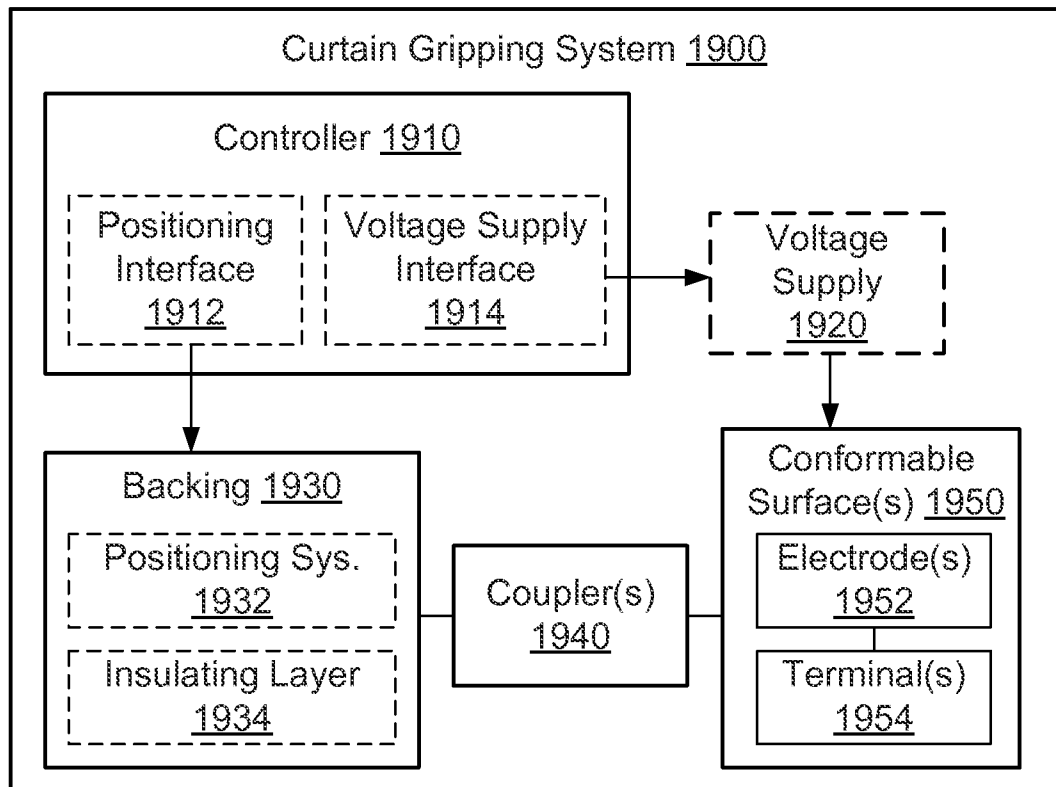 Curtain Gripping System 1900
Controller 1910
Positioning
Interface
1912
Voltage Supply
Interface
1914
Voltage
Supply
1920
Backing 1930
Positioning Sys.
1932
Insulating Layer
1934
Coupler(s)
1940
Conformable
Surface(s) 1950
Electrode(s)
1952
Terminal(s)
1954